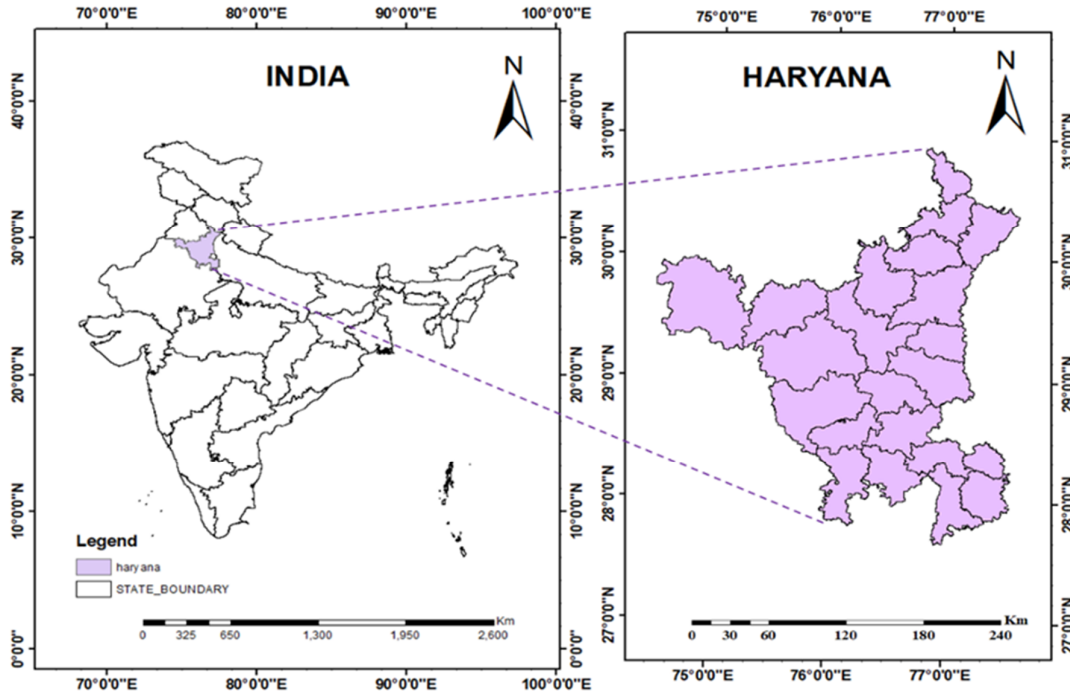 70°0'0"E 80°0'0"E 90°0'0"E 100°0'0"E
INDIA
N
40°0'0"N
30°0'0"N
20°0'0"N
10°0'0"N
0°0'0"
40°0'0"N
30°0'0"N
20°0'0"N
10°0'0"N
0°0'0"
Legend
haryana
STATE_BOUNDARY
Km
0 325 650 1,300 1,950 2,600
70°0'0"E 80°0'0"E 90°0'0"E 100°0'0"E
75°0'0"E 76°0'0"E 77°0'0"E
HARYANA
N
31°0'0"N
30°0'0"N
29°0'0"N
28°0'0"N
27°0'0"N
31°0'0"N
30°0'0"N
29°0'0"N
28°0'0"N
27°0'0"N
Km
0 30 60 120 180 240
75°0'0"E 76°0'0"E 77°0'0"E